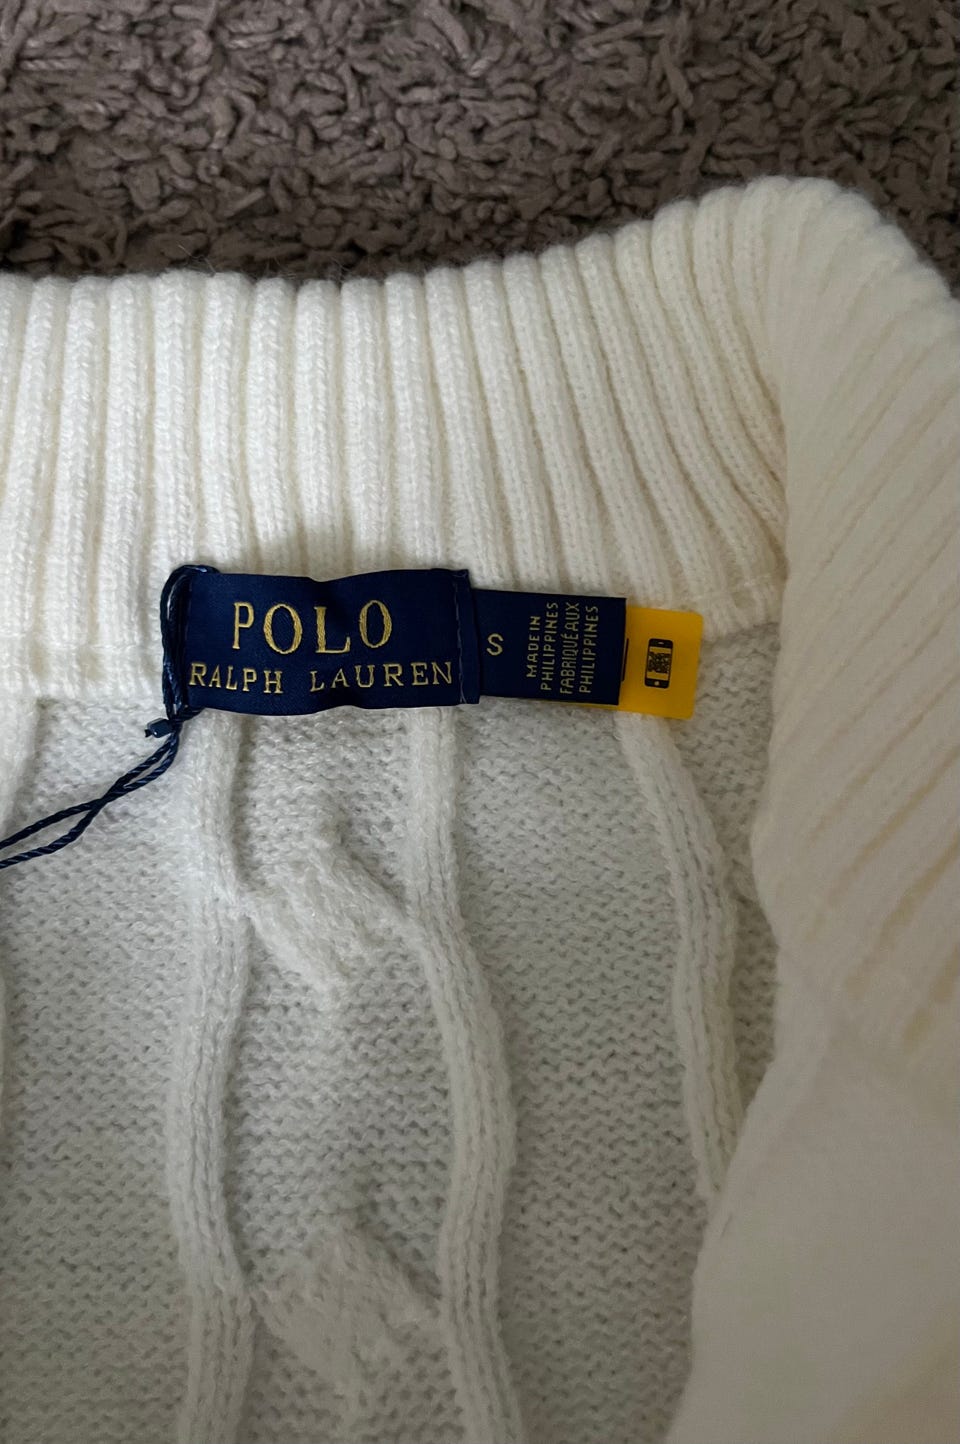 POLO
RALPH LAUREN
S
MADE IN
PHILIPPINES
FABRIQUÉ AUX
PHILIPPINES